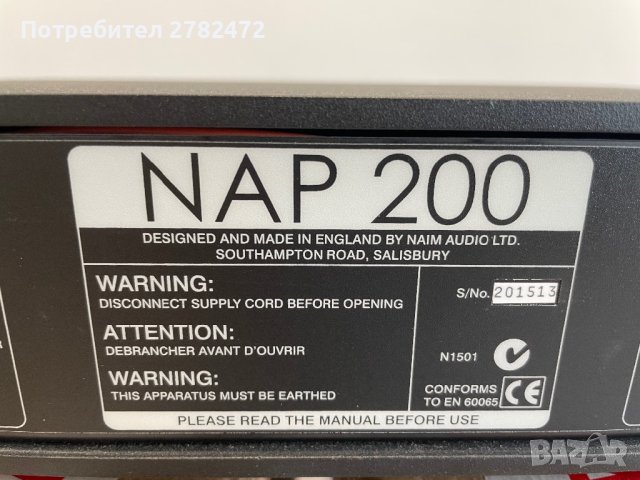 Потребител 2782472
NAP 200
DESIGNED AND MADE IN ENGLAND BY NAIM AUDIO LTD.
SOUTHAMPTON ROAD, SALISBURY
WARNING:
DISCONNECT SUPPLY CORD BEFORE OPENING
S/No. 201513
ATTENTION:
DEBRANCHER AVANT D'OUVRIR
N1501
WARNING:
THIS APPARATUS MUST BE EARTHED
CONFORMS
TO EN 60065
CE
PLEASE READ THE MANUAL BEFORE USE
BAZAR